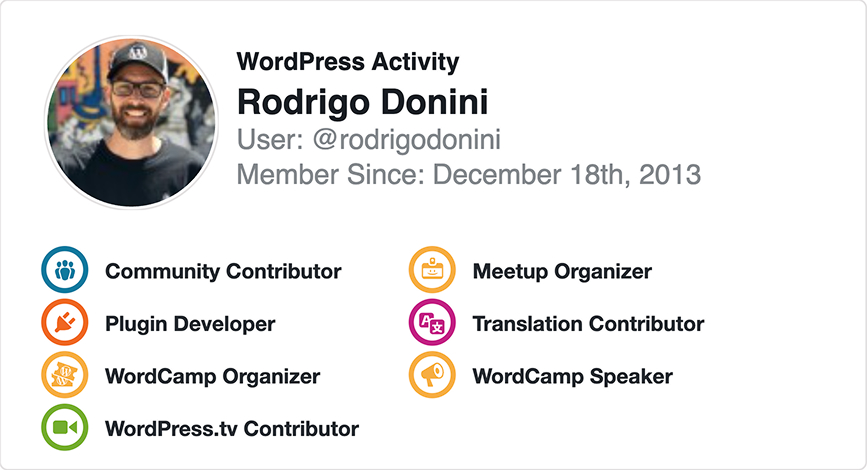 WordPress Activity
Rodrigo Donini
User: @rodrigodonini
Member Since: December 18th, 2013
Community Contributor
Meetup Organizer
Plugin Developer
Translation Contributor
WordCamp Organizer
WordCamp Speaker
WordPress.tv Contributor